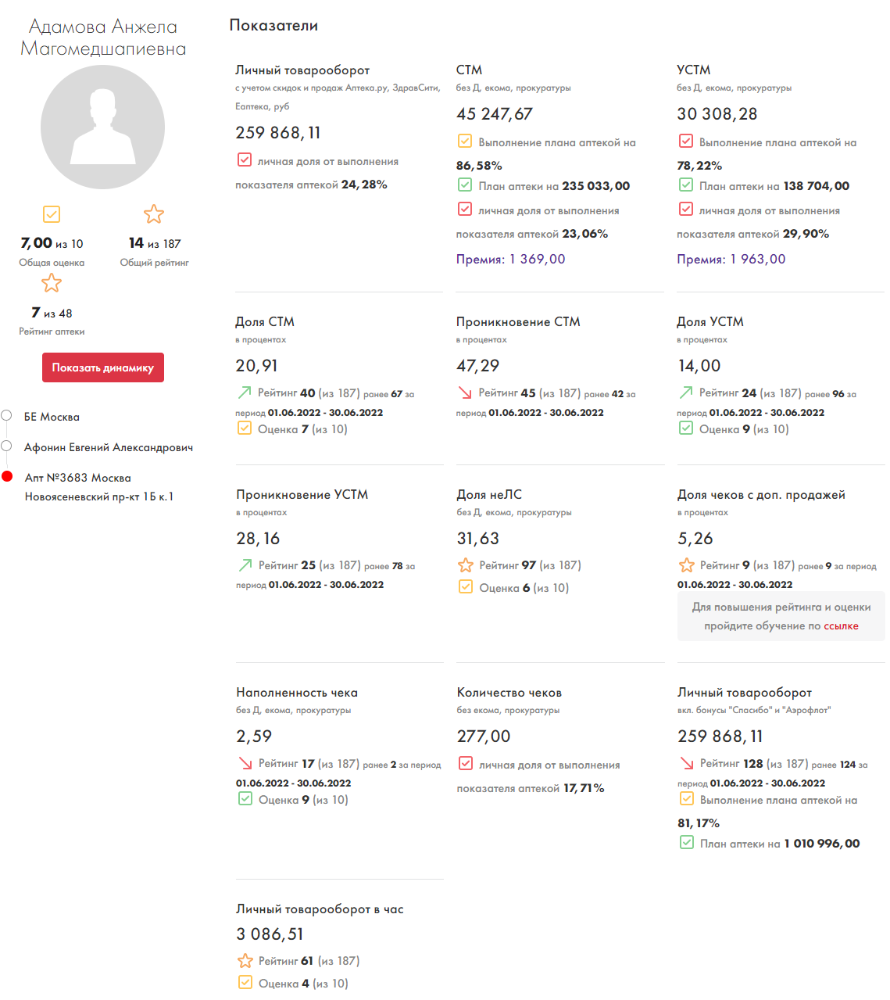 Адамова Анжела
Магомедшапиевна
7,00 из 10
Общая оценка
14 из 187
Общий рейтинг
7 из 48
Рейтинг аптеки
Показать динамику
БЕ Москва
Афонин Евгений Александрович
Апт №3683 Москва
Новоясеневский пр-кт 1Б к.1
Показатели
Личный товарооборот
с учетом скидок и продаж Аптека.ру, ЗдравСити,
Еаптека, руб
259 868,11
личная доля от выполнения
показателя аптекой 24,28%
СТМ
без Д, екома, прокуратуры
45 247,67
Выполнение плана аптекой на
86,58%
План аптеки на 235 033,00
личная доля от выполнения
показателя аптекой 23,06%
Премия: 1 369,00
УСТМ
без Д, екома, прокуратуры
30 308,28
Выполнение плана аптекой на
78,22%
План аптеки на 138 704,00
личная доля от выполнения
показателя аптекой 29,90%
Премия: 1 963,00
Доля СТМ
в процентах
20,91
Рейтинг 40 (из 187) ранее 67 за
период 01.06.2022 - 30.06.2022
Оценка 7 (из 10)
Проникновение СТМ
в процентах
47,29
Рейтинг 45 (из 187) ранее 42 за
период 01.06.2022 - 30.06.2022
Доля УСТМ
в процентах
14,00
Рейтинг 24 (из 187) ранее 96 за
период 01.06.2022 - 30.06.2022
Оценка 9 (из 10)
Проникновение УСТМ
в процентах
28,16
Рейтинг 25 (из 187) ранее 78 за
период 01.06.2022 - 30.06.2022
Доля неЛС
без Д, екома, прокуратуры
31,63
Рейтинг 97 (из 187)
Оценка 6 (из 10)
Доля чеков с доп. продажей
в процентах
5,26
Рейтинг 9 (из 187) ранее 9 за период
01.06.2022 - 30.06.2022
Для повышения рейтинга и оценки
пройдите обучение по ссылке
Наполненность чека
без Д, екома, прокуратуры
2,59
Рейтинг 17 (из 187) ранее 2 за период
01.06.2022 - 30.06.2022
Оценка 9 (из 10)
Количество чеков
без екома, прокуратуры
277,00
личная доля от выполнения
показателя аптекой 17,71%
Личный товарооборот
вкл. бонусы "Спасибо" и "Аэрофлот"
259 868,11
Рейтинг 128 (из 187) ранее 124 за
период 01.06.2022 - 30.06.2022
Выполнение плана аптекой на
81,17%
План аптеки на 1 010 996,00
Личный товарооборот в час
3 086,51
Рейтинг 61 (из 187)
Оценка 4 (из 10)